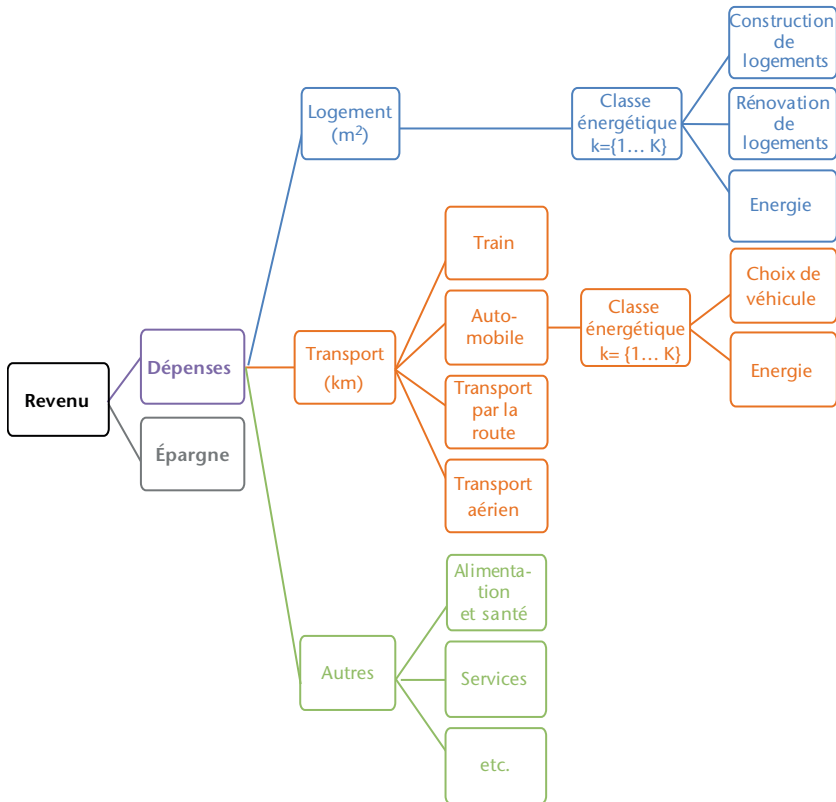 Revenu
Dépenses
Épargne
Logement
(m²)
Classe
énergétique
k={1... K}
Construction
de
logements
Rénovation
de
logements
Energie
Transport
(km)
Train
Auto-
mobile
Transport
par la
route
Transport
aérien
Classe
énergétique
k= {1... K}
Choix de
véhicule
Energie
Autres
Alimenta-
tion
et santé
Services
etc.